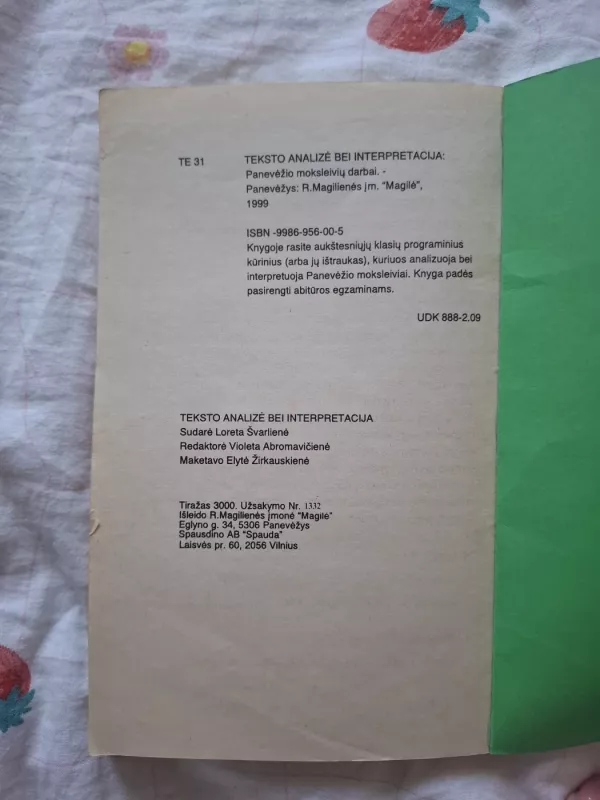 TE 31 TEKSTO ANALIZĖ BEI INTERPRETACIJA:
Panevėžio moksleivių darbai. -
Panevėžys: R.Magilienės įm. "Magilė",
1999
ISBN -9986-956-00-5
Knygoje rasite aukštesniųjų klasių programinius
kūrinius (arba jų ištraukas), kuriuos analizuoja bei
interpretuoja Panevėžio moksleiviai. Knyga padės
pasirengti abitūros egzaminams.
UDK 888-2.09
TEKSTO ANALIZĖ BEI INTERPRETACIJA
Sudarė Loreta Švarlienė
Redaktorė Violeta Abromavičienė
Maketavo Elytė Žirkauskienė
Tiražas 3000. Užsakymo Nr. 1332
Išleido R.Magilienės įmonė "Magilė"
Eglyno g. 34, 5306 Panevėžys
Spausdino AB "Spauda"
Laisvės pr. 60, 2056 Vilnius